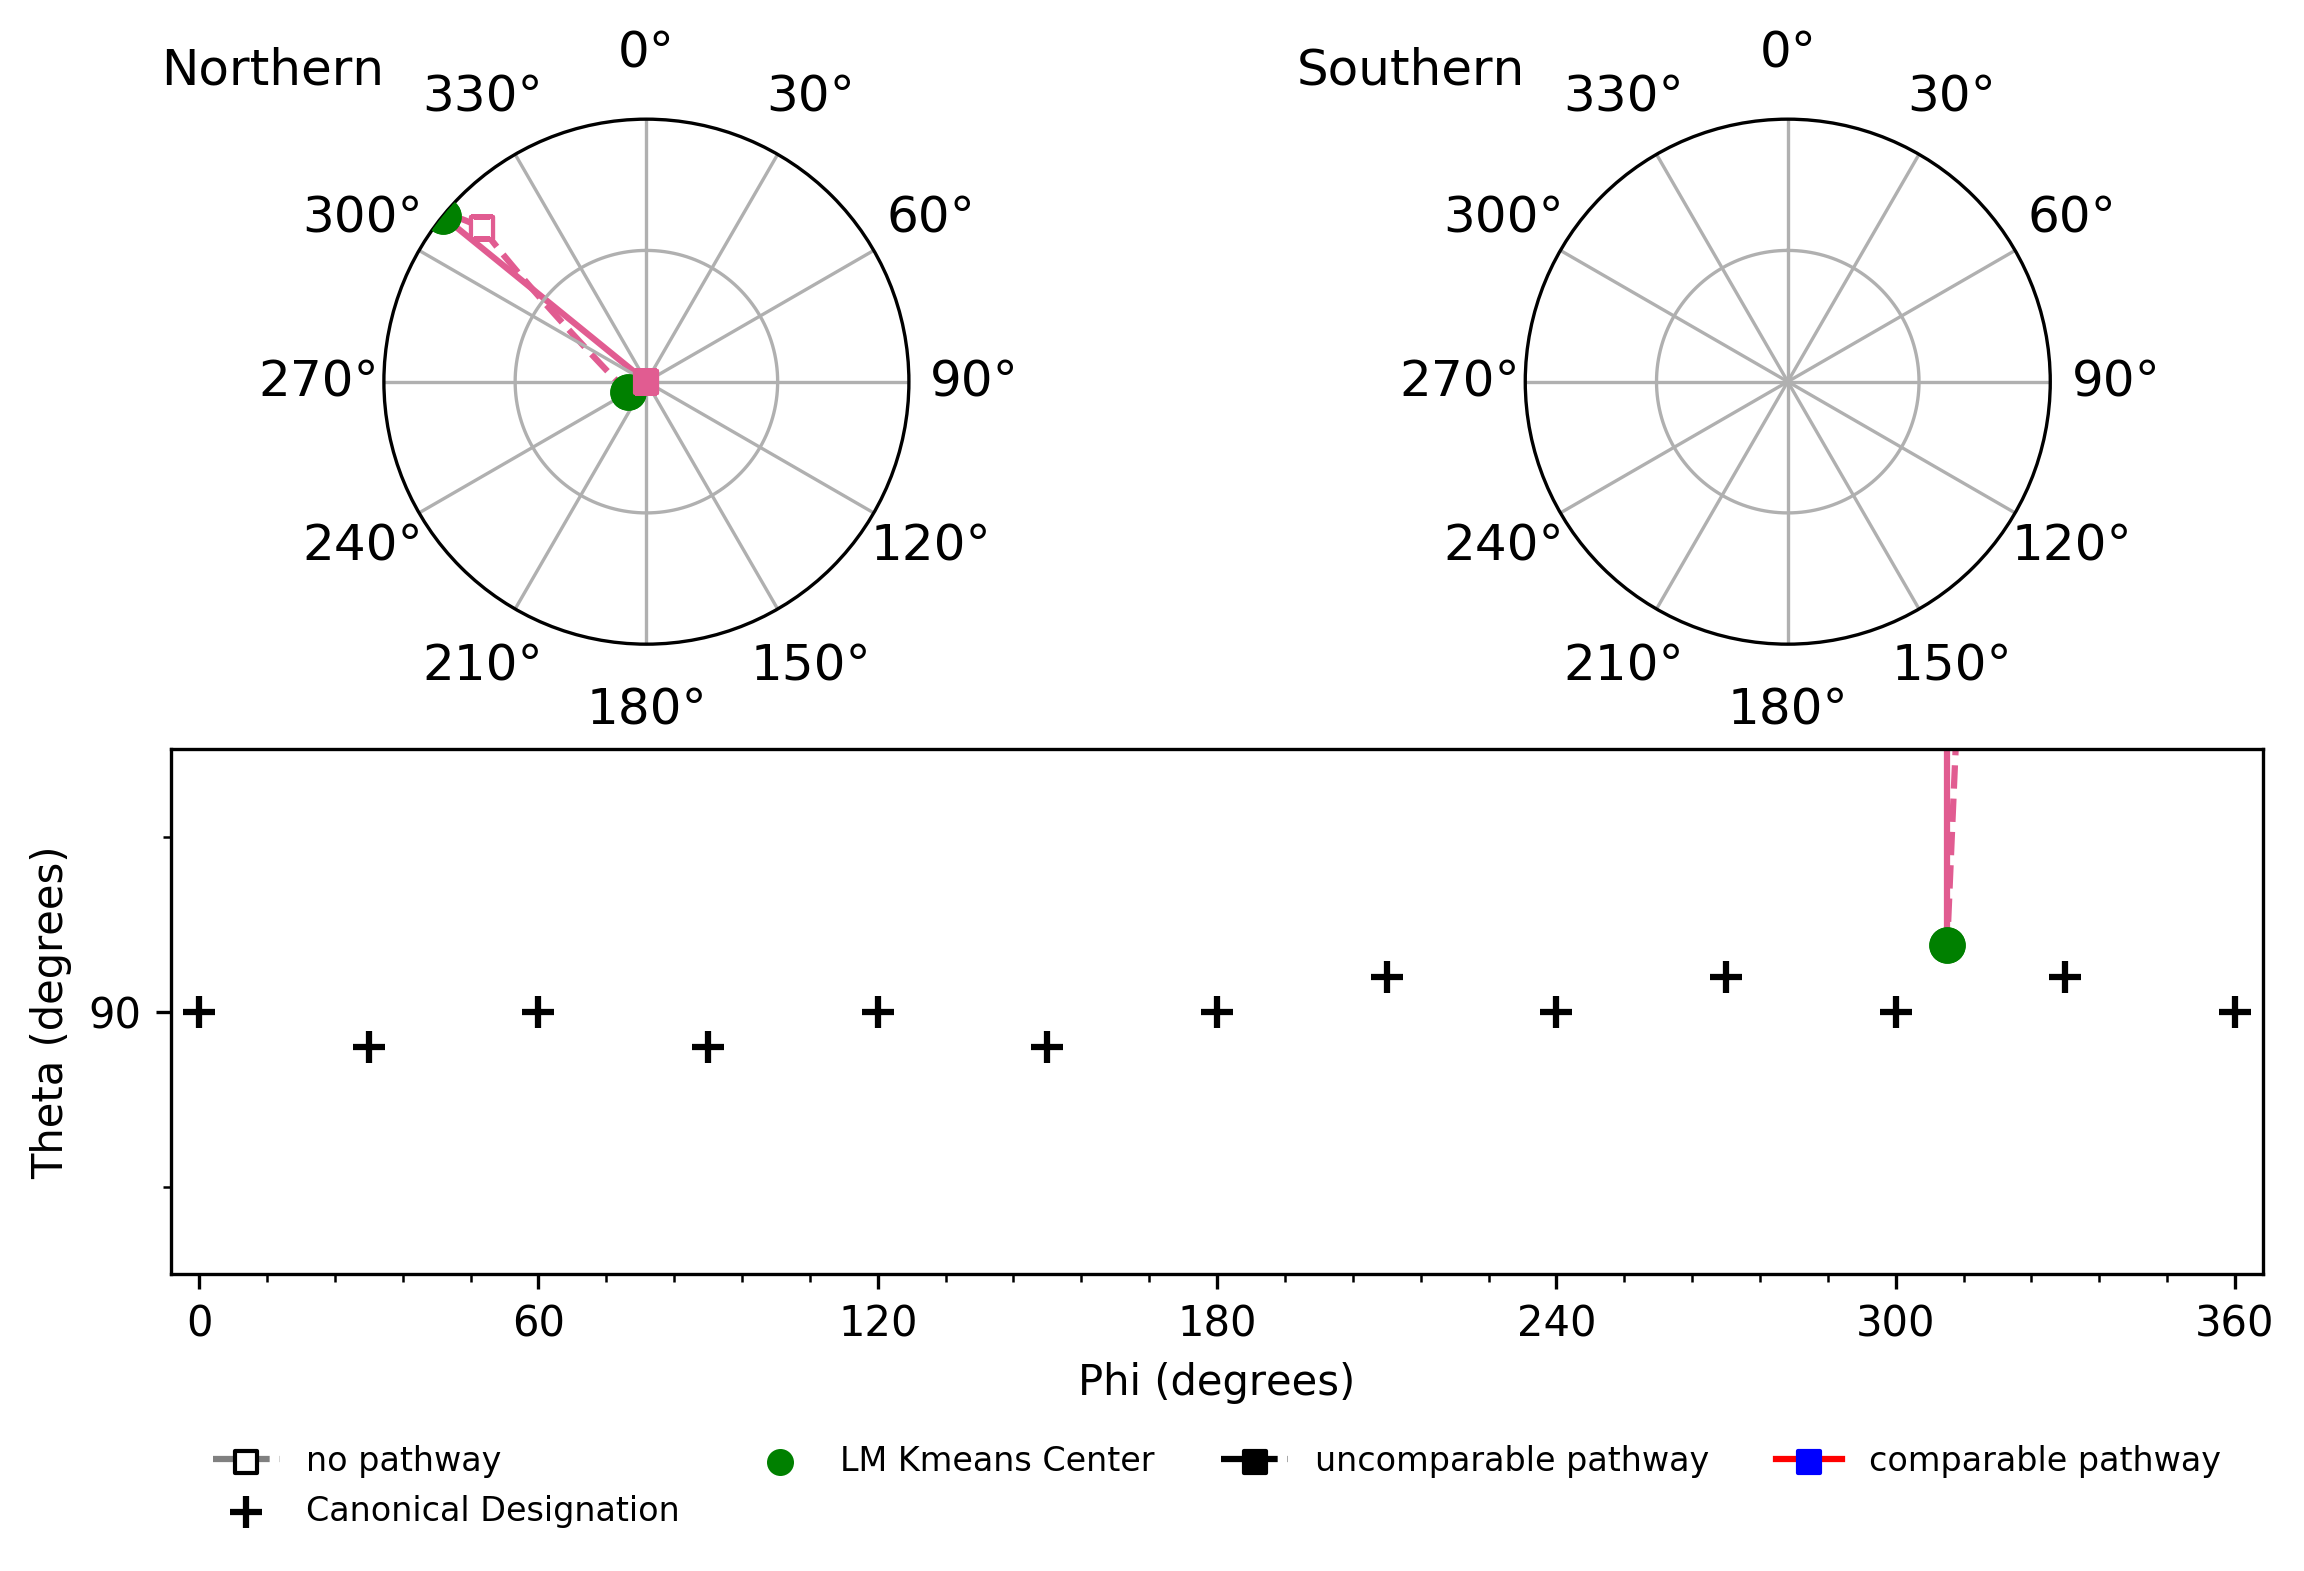 Northern
0°
30°
60°
90°
120°
150°
180°
210°
240°
270°
300°
330°
Southern
0°
30°
60°
90°
120°
150°
180°
210°
240°
270°
300°
330°
Theta (degrees)
90
0 60 120 180 240 300 360
Phi (degrees)
no pathway
Canonical Designation
LM Kmeans Center
uncomparable pathway
comparable pathway